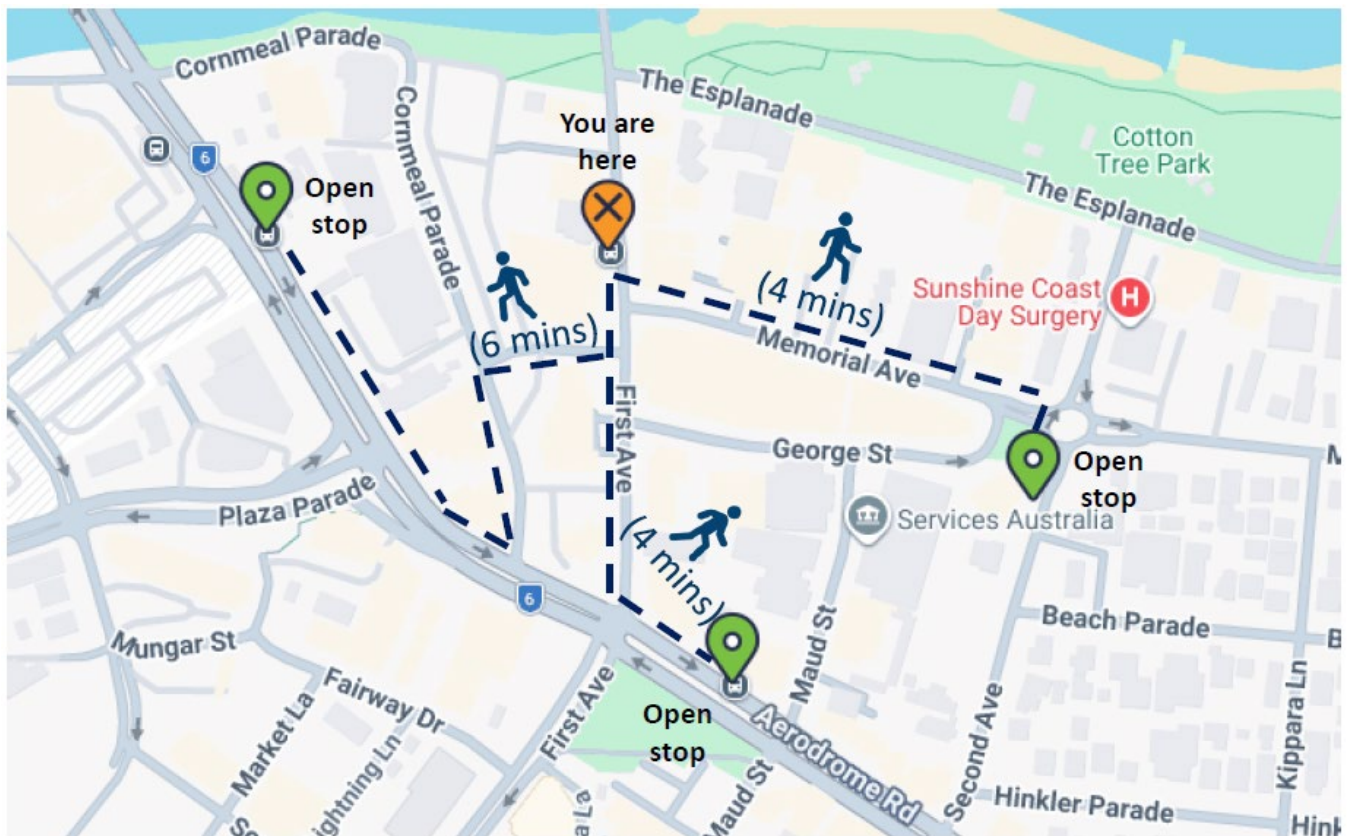 Cornmeal Parade
The Esplanade
You are
here
Cotton
Tree Park
6
Open
stop
Cornmeal Parade
The Esplanade
(4 mins)
Sunshine Coast
Day Surgery
H
(6 mins)
Memorial Ave
First Ave
George St
Open
stop
Plaza Parade
Services Australia
(4 mins)
6
Mungar St
Maud St
Beach Parade
Fairway Dr
Market La
First Ave
Open
stop
Aerodrome Rd
Second Ave
Kippara Ln
Maud St
Hinkler Parade